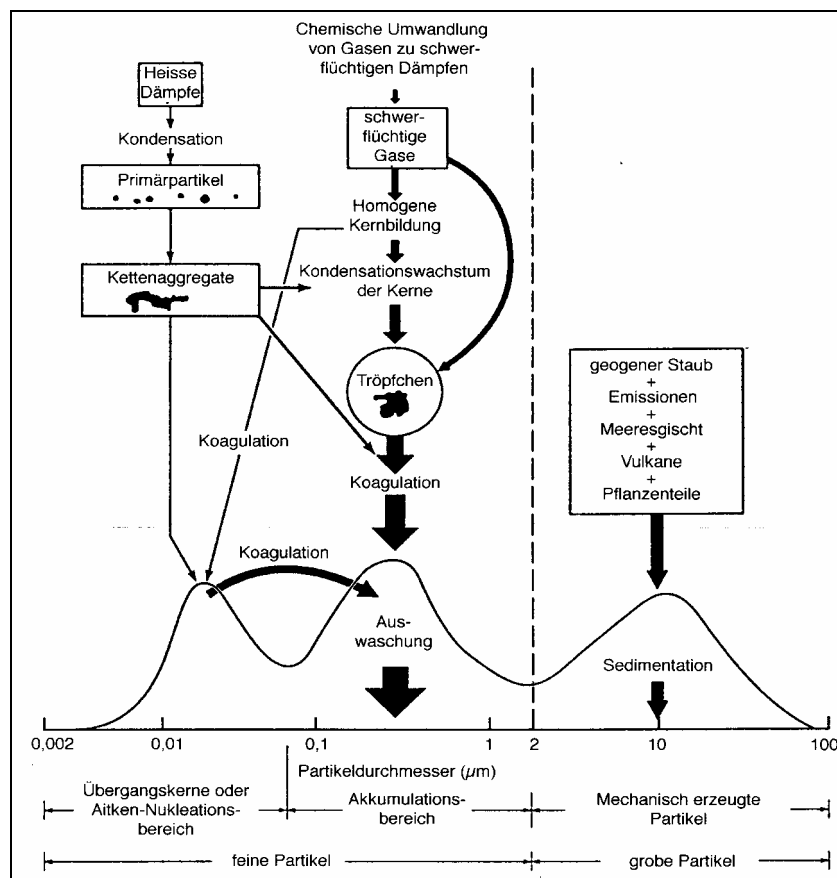 Chemische Umwandlung
von Gasen zu schwer-
flüchtigen Dämpfen
Heisse
Dämpfe
Kondensation
Primärpartikel
Kettenaggregate
schwer-
flüchtige
Gase
Homogene
Kernbildung
Kondensationswachstum
der Kerne
Tröpfchen
Koagulation
Koagulation
geogener Staub
+
Emissionen
+
Meeresgischt
+
Vulkane
+
Pflanzenteile
Koagulation
Aus-
waschung
Sedimentation
0,002 0,01 0,1 1 2 10 100
Partikeldurchmesser (µm)
Übergangskerne oder
Aitken-Nukleations-
bereich
Akkumulations-
bereich
Mechanisch erzeugte
Partikel
feine Partikel
grobe Partikel